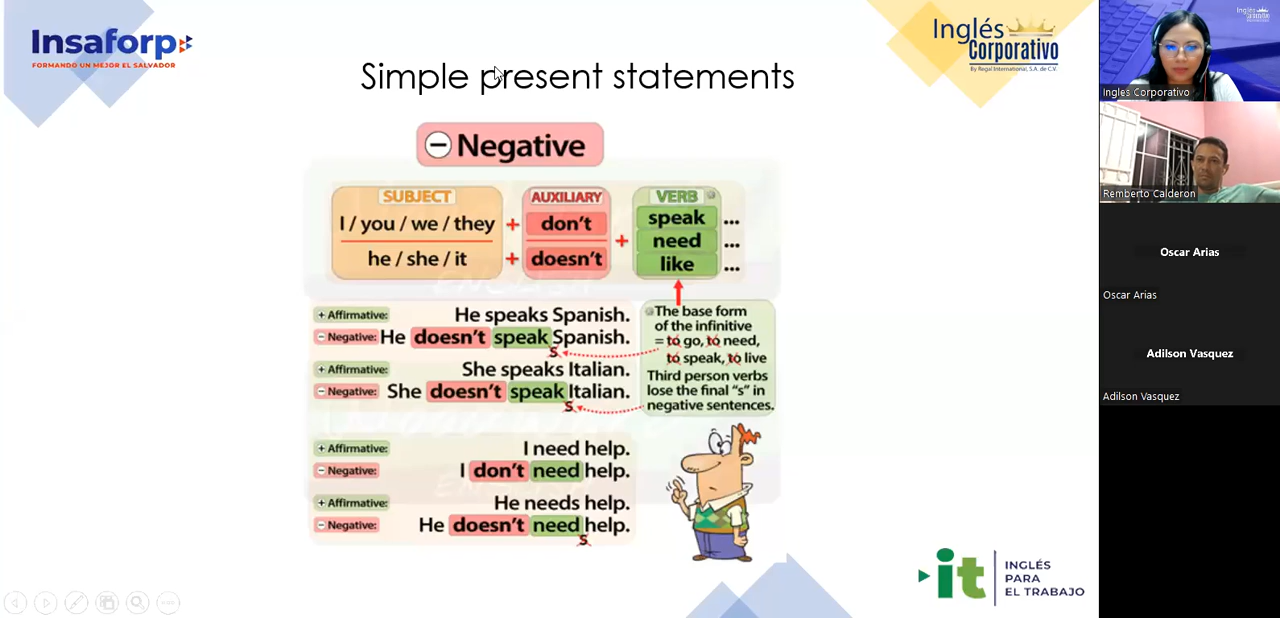 Insaforp
FORMANDO UN MEJOR EL SALVADOR
Inglés
Corporativo
By Regal International, S.A. de C.V.
Simple present statements
Negative
SUBJECT
AUXILIARY
VERB
I / you / we / they + don't
he / she / it + doesn't
+
speak ...
need ...
like ...
+ Affirmative: He speaks Spanish.
- Negative: He doesn't speak Spanish.
s
+ Affirmative: She speaks Italian.
- Negative: She doesn't speak Italian.
s
The base form
of the infinitive
= to go, to need,
to speak, to live
Third person verbs
lose the final “s” in
negative sentences.
+ Affirmative: I need help.
- Negative: I don't need help.
+ Affirmative: He needs help.
- Negative: He doesn't need help.
s
it
INGLÉS
PARA
EL TRABAJO
Inglés
Corporativo
Ingles Corporativo
Remberto Calderon
Oscar Arias
Oscar Arias
Adilson Vasquez
Adilson Vasquez